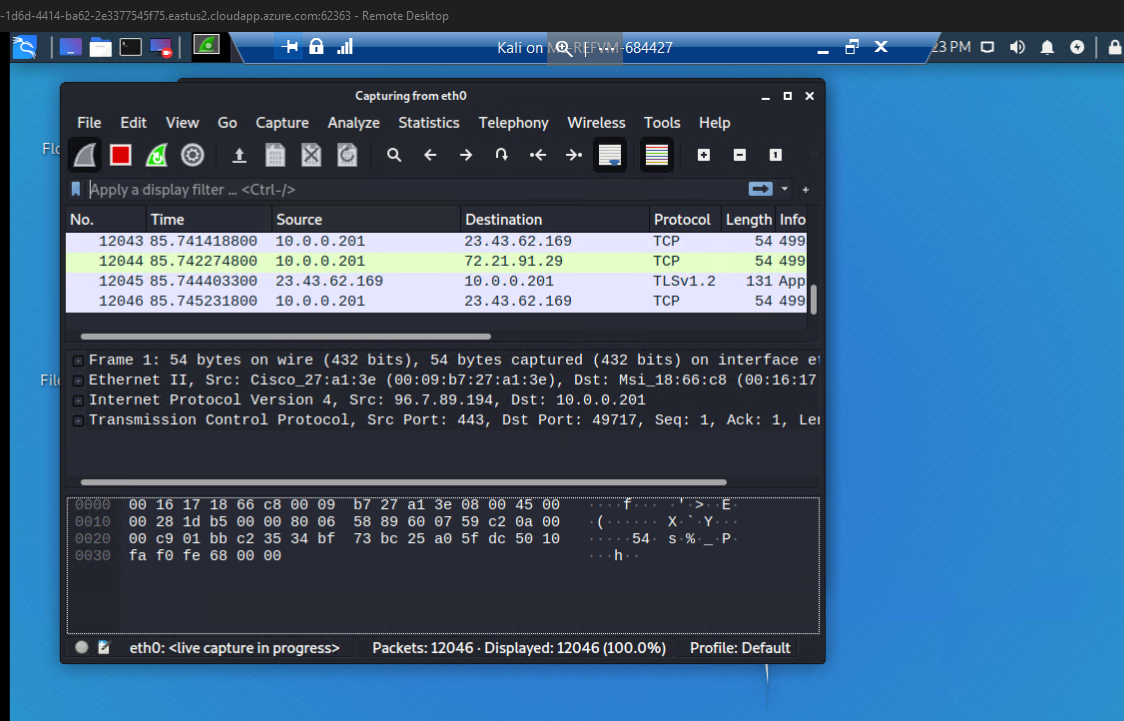 -1d6d-4414-ba62-2e3377545f75.eastus2.cloudapp.azure.com:62363 - Remote Desktop
Kali on ML-REFVM-684427
23 PM
Capturing from eth0
File Edit View Go Capture Analyze Statistics Telephony Wireless Tools Help
Flo
Apply a display filter … <Ctrl-/>
No. Time Source Destination Protocol Length Info
12043 85.741418800 10.0.0.201 23.43.62.169 TCP 54 499
12044 85.742274800 10.0.0.201 72.21.91.29 TCP 54 499
12045 85.744403300 23.43.62.169 10.0.0.201 TLSv1.2 131 App
12046 85.745231800 10.0.0.201 23.43.62.169 TCP 54 499
Frame 1: 54 bytes on wire (432 bits), 54 bytes captured (432 bits) on interface et
File
Ethernet II, Src: Cisco_27:a1:3e (00:09:b7:27:a1:3e), Dst: Msi_18:66:c8 (00:16:17
Internet Protocol Version 4, Src: 96.7.89.194, Dst: 10.0.0.201
Transmission Control Protocol, Src Port: 443, Dst Port: 49717, Seq: 1, Ack: 1, Len
0000 00 16 17 18 66 c8 00 09 b7 27 a1 3e 08 00 45 00 ····f··· ·'·>··E·
0010 00 28 1d b5 00 00 80 06 58 89 60 07 59 c2 0a 00 ·(······ X·`·Y···
0020 00 c9 01 bb c2 35 34 bf 73 bc 25 a0 5f dc 50 10 ·····54· s·%·_·P·
0030 fa f0 fe 68 00 00 ···h··
eth0: <live capture in progress> Packets: 12046 · Displayed: 12046 (100.0%) Profile: Default